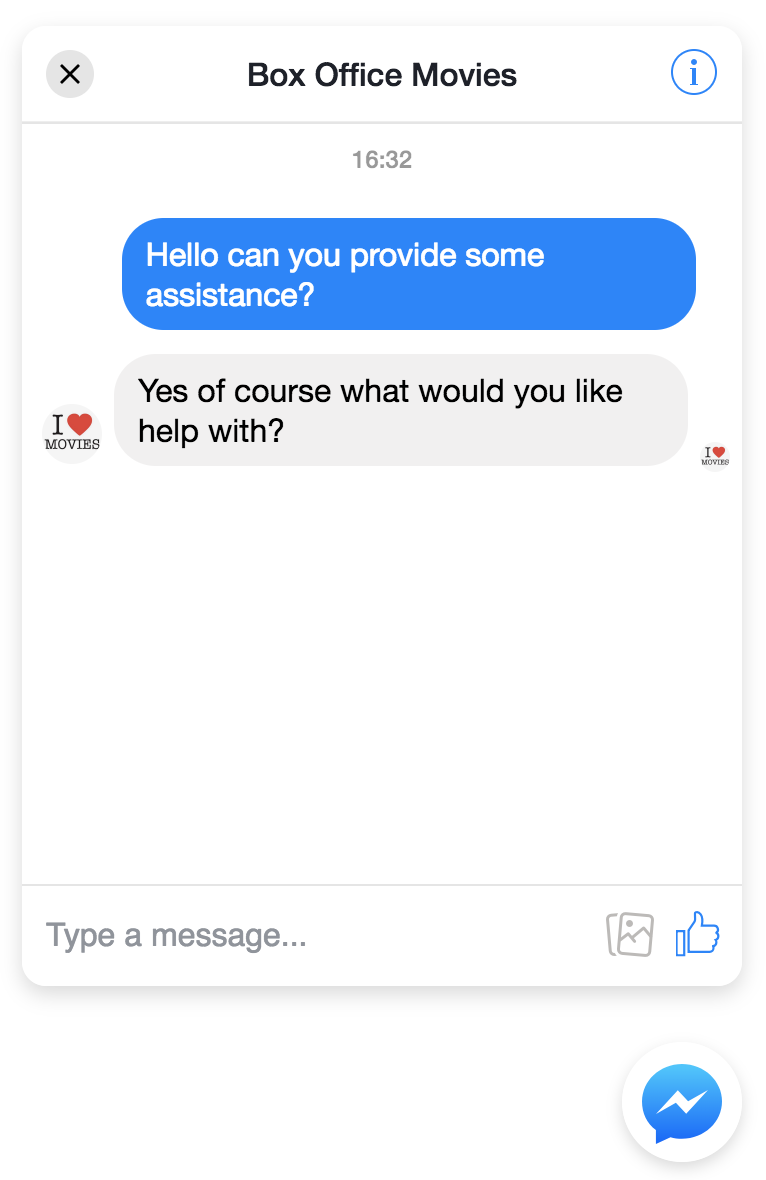 Box Office Movies
16:32
Hello can you provide some
assistance?
Yes of course what would you like
help with?
I
MOVIES
I
MOVIES
Type a message...